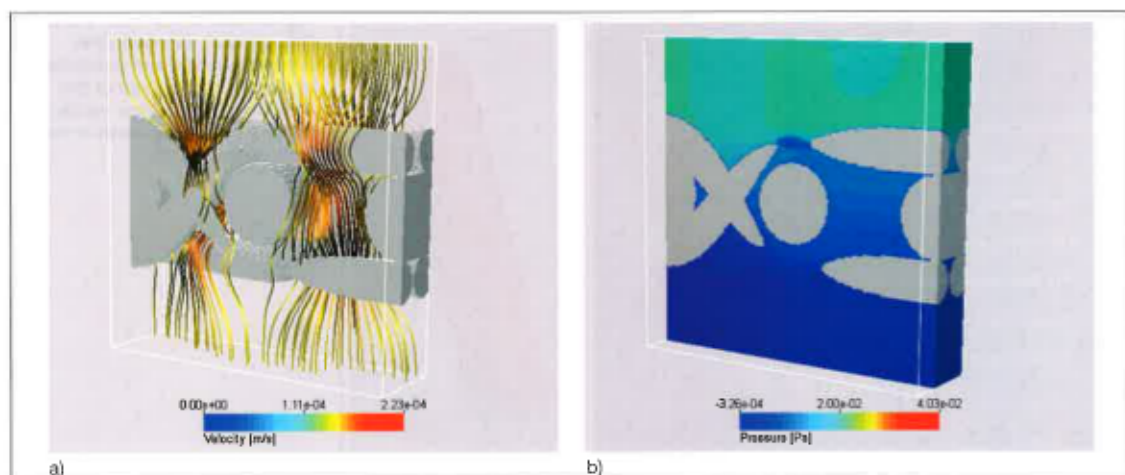 0.00e+00 1.11e-04 2.23e-04
Velocity [m/s]
-3.26e-04 2.00e-02 4.03e-02
Pressure [Pa]
a)
b)